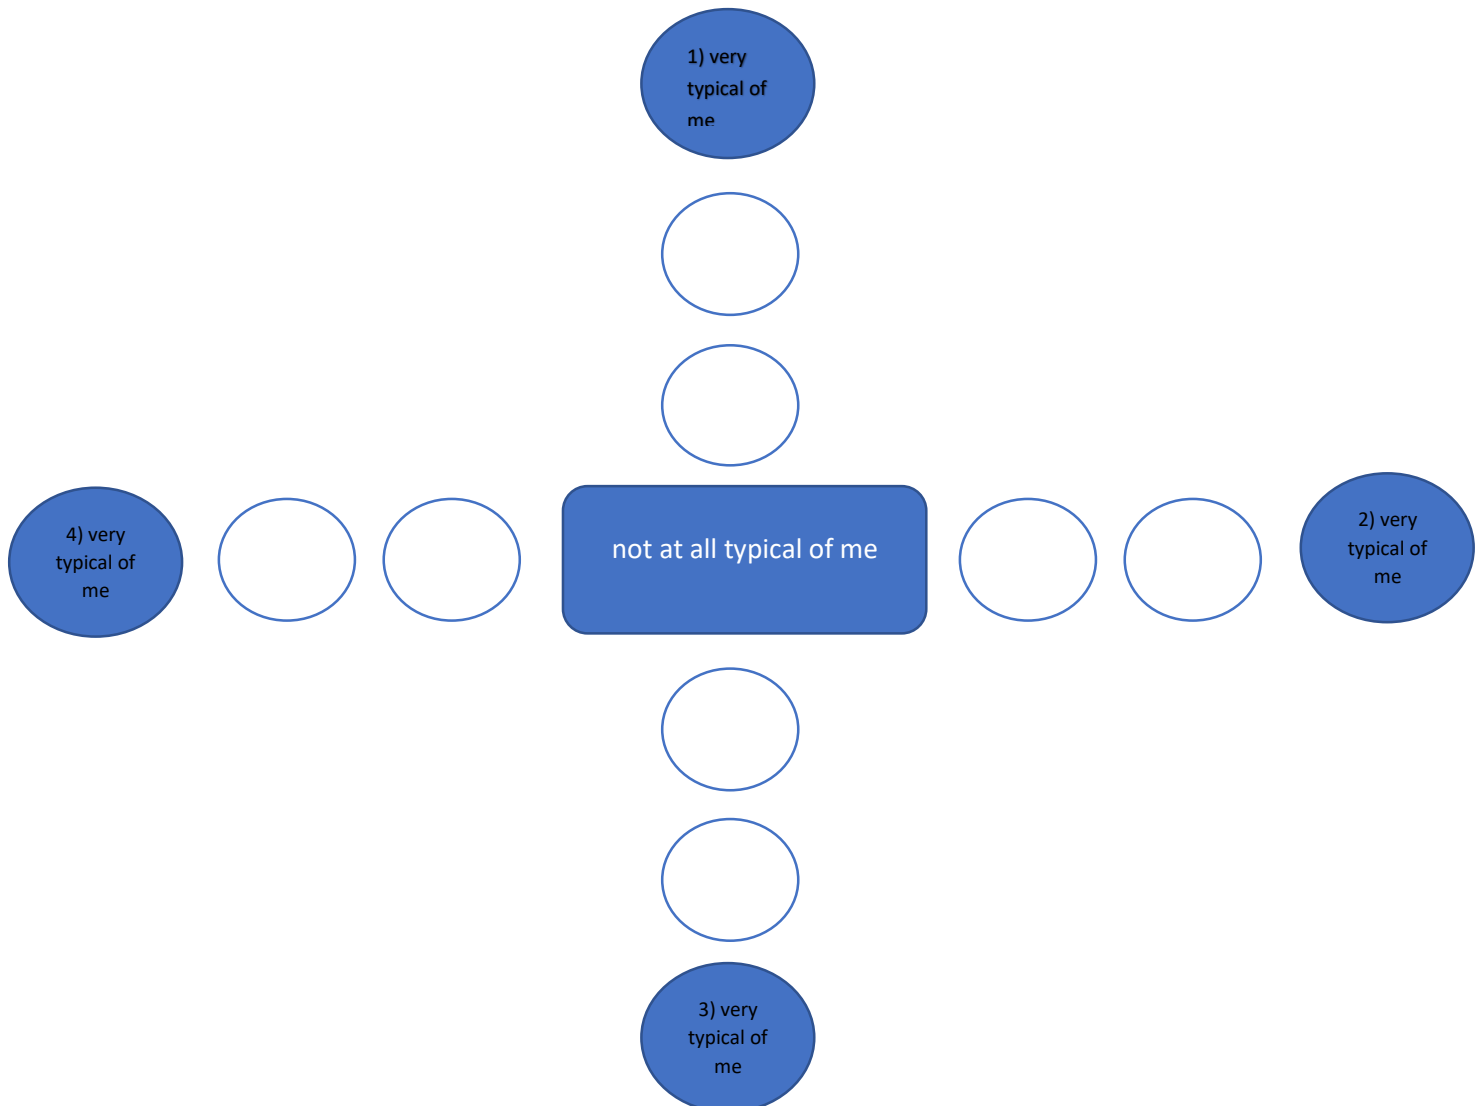 1) very
typical of
me
4) very
typical of
me
not at all typical of me
2) very
typical of
me
3) very
typical of
me